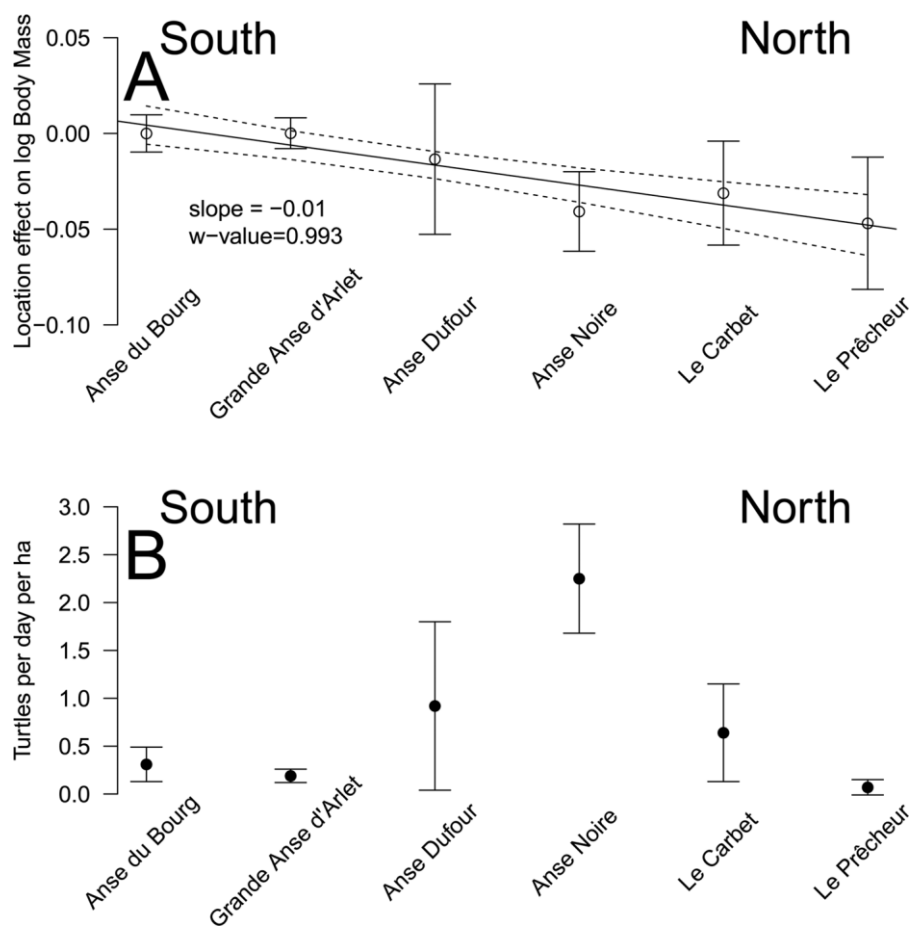 South
North
A
Location effect on log Body Mass
0.05
0.00
−0.05
−0.10
slope = −0.01
w-value=0.993
Anse du Bourg
Grande Anse d'Arlet
Anse Dufour
Anse Noire
Le Carbet
Le Prêcheur
South
North
B
Turtles per day per ha
3.0
2.5
2.0
1.5
1.0
0.5
0.0
Anse du Bourg
Grande Anse d'Arlet
Anse Dufour
Anse Noire
Le Carbet
Le Prêcheur